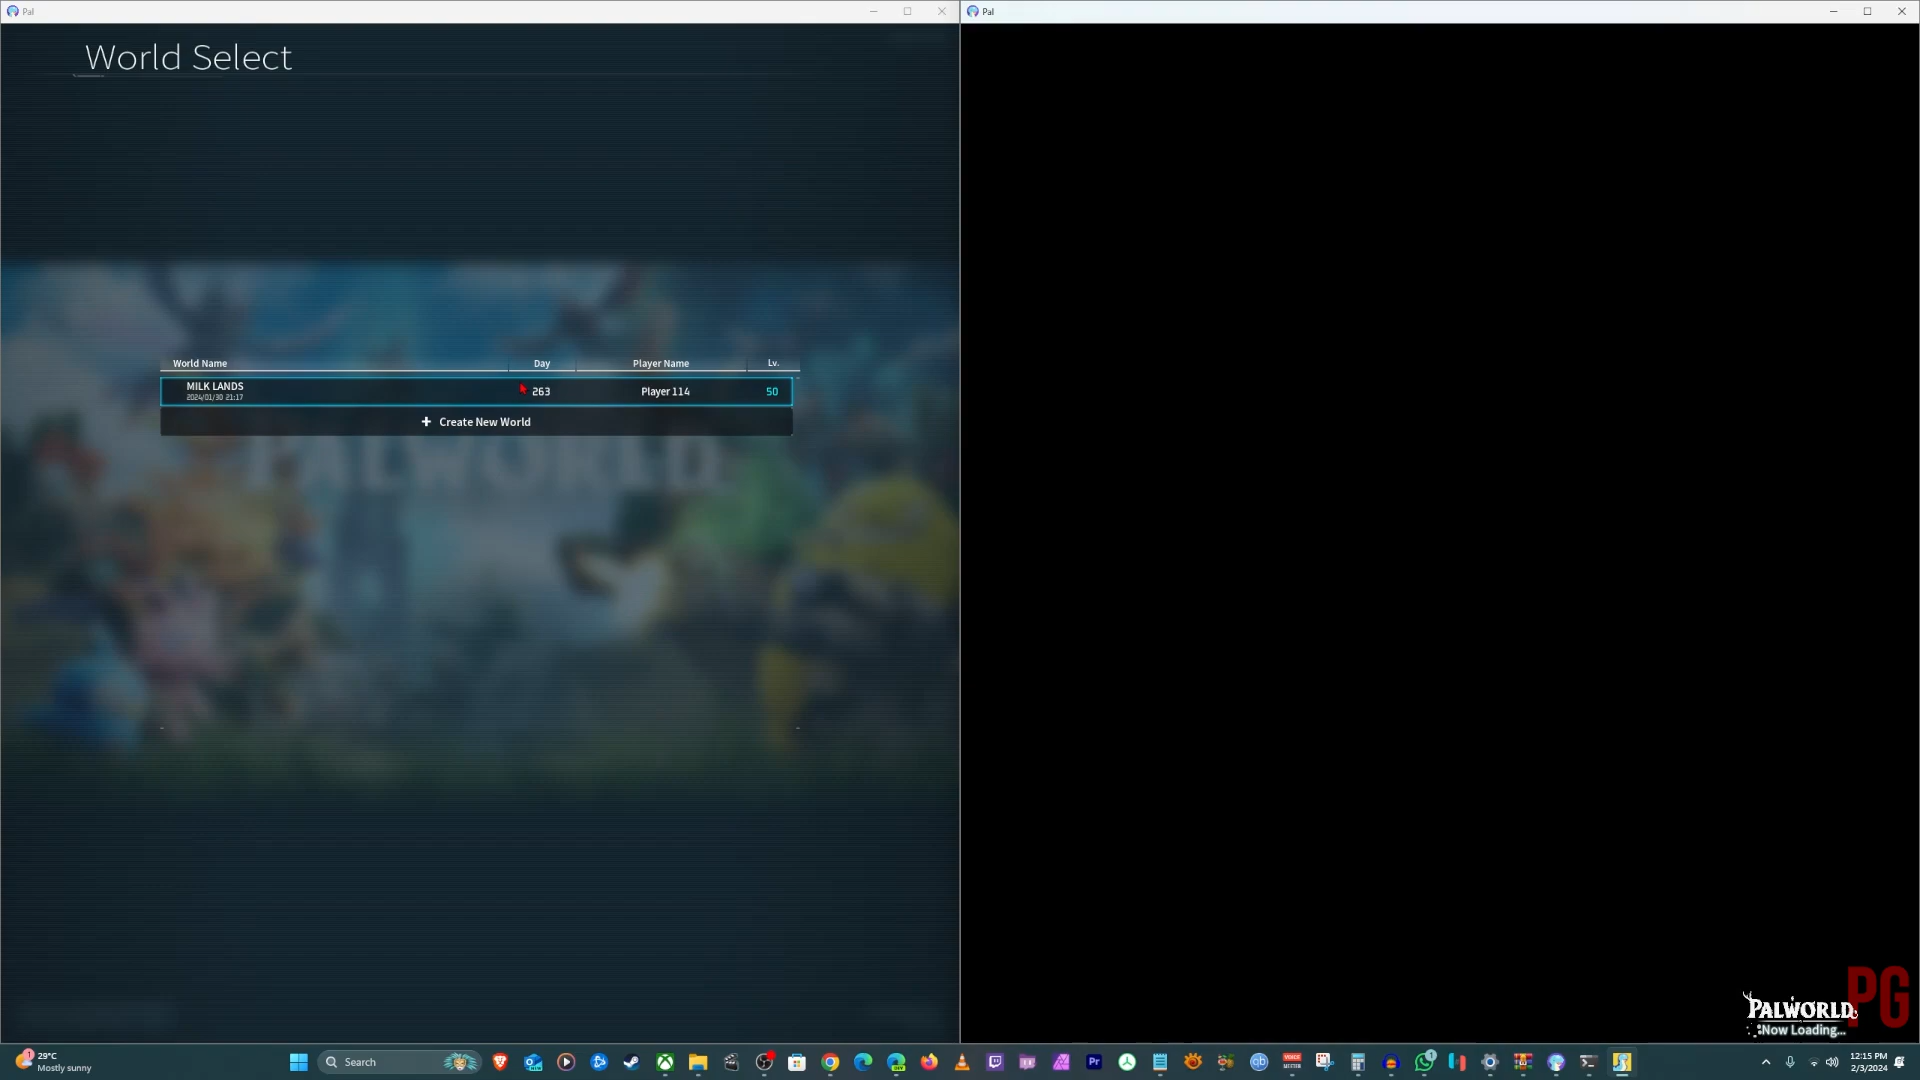 Pal
World Select
World Name Day Player Name Lv.
MILK LANDS 263 Player 114 50
2024/01/30 21:17
+ Create New World
PALWORLD
Pal
PALWORLD
PG
Now Loading...
29°C
Mostly sunny
Search
12:15 PM
2/3/2024